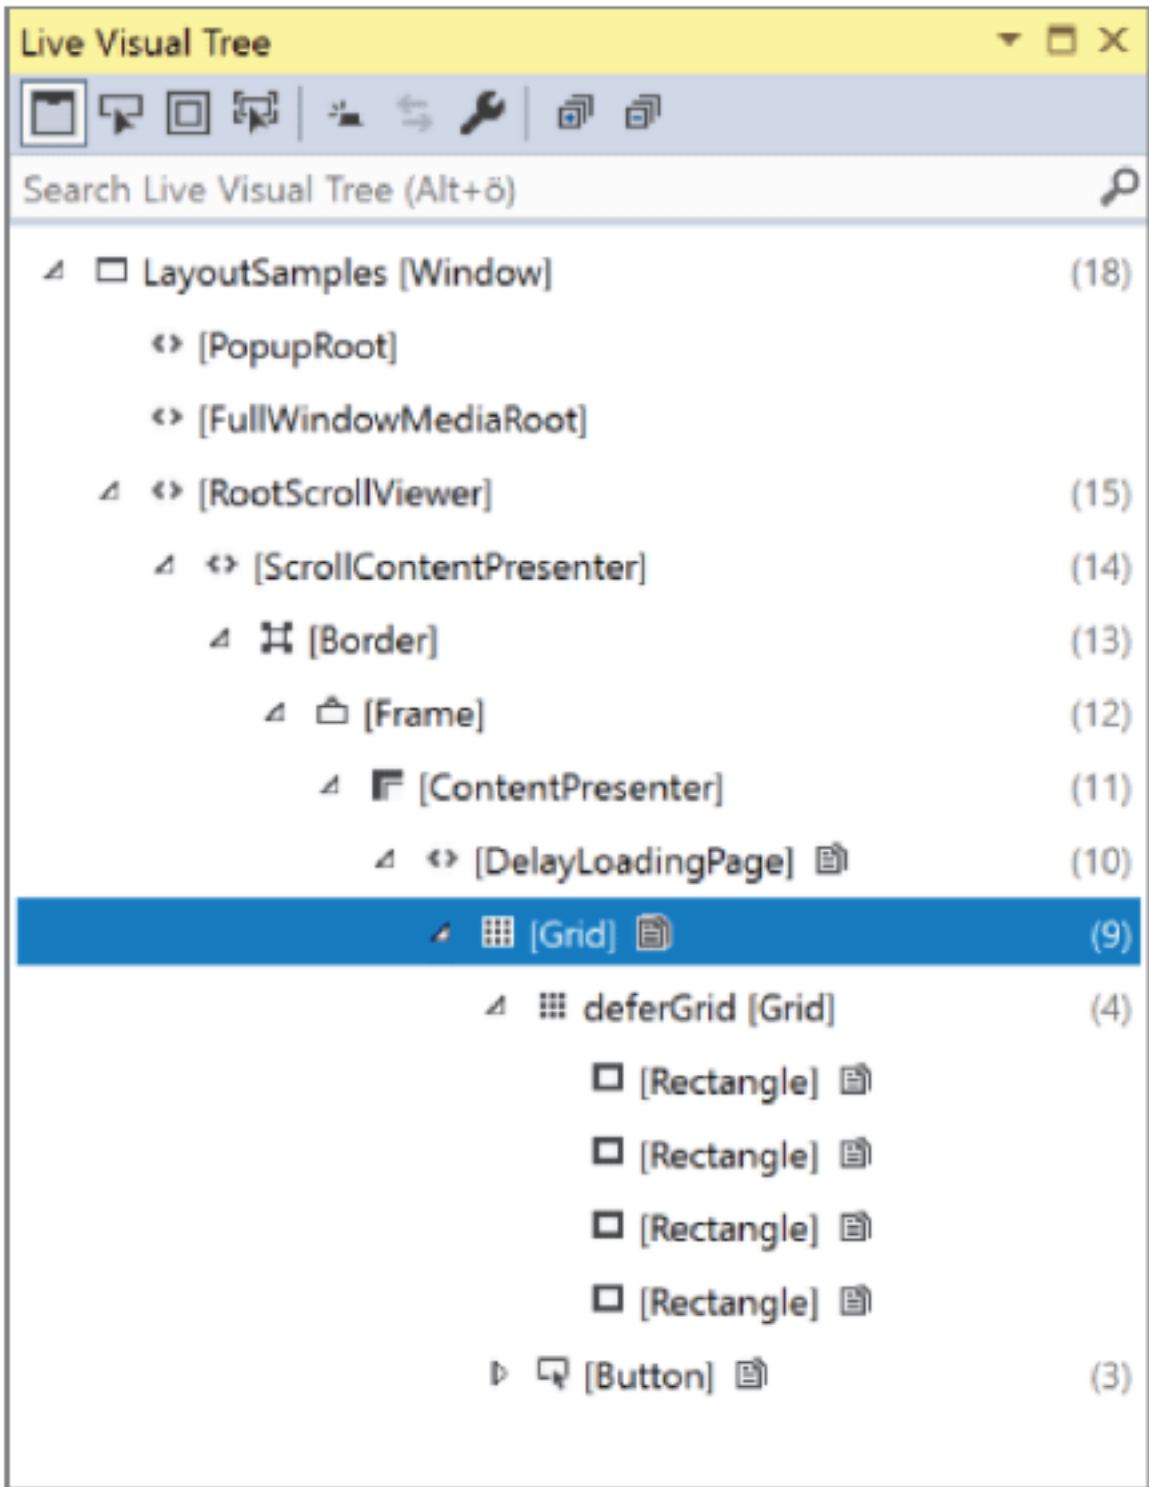 Live Visual Tree
Search Live Visual Tree (Alt+ö)
LayoutSamples [Window] (18)
[PopupRoot]
[FullWindowMediaRoot]
[RootScrollViewer] (15)
[ScrollContentPresenter] (14)
[Border] (13)
[Frame] (12)
[ContentPresenter] (11)
[DelayLoadingPage] (10)
[Grid] (9)
deferGrid [Grid] (4)
[Rectangle]
[Rectangle]
[Rectangle]
[Rectangle]
[Button] (3)